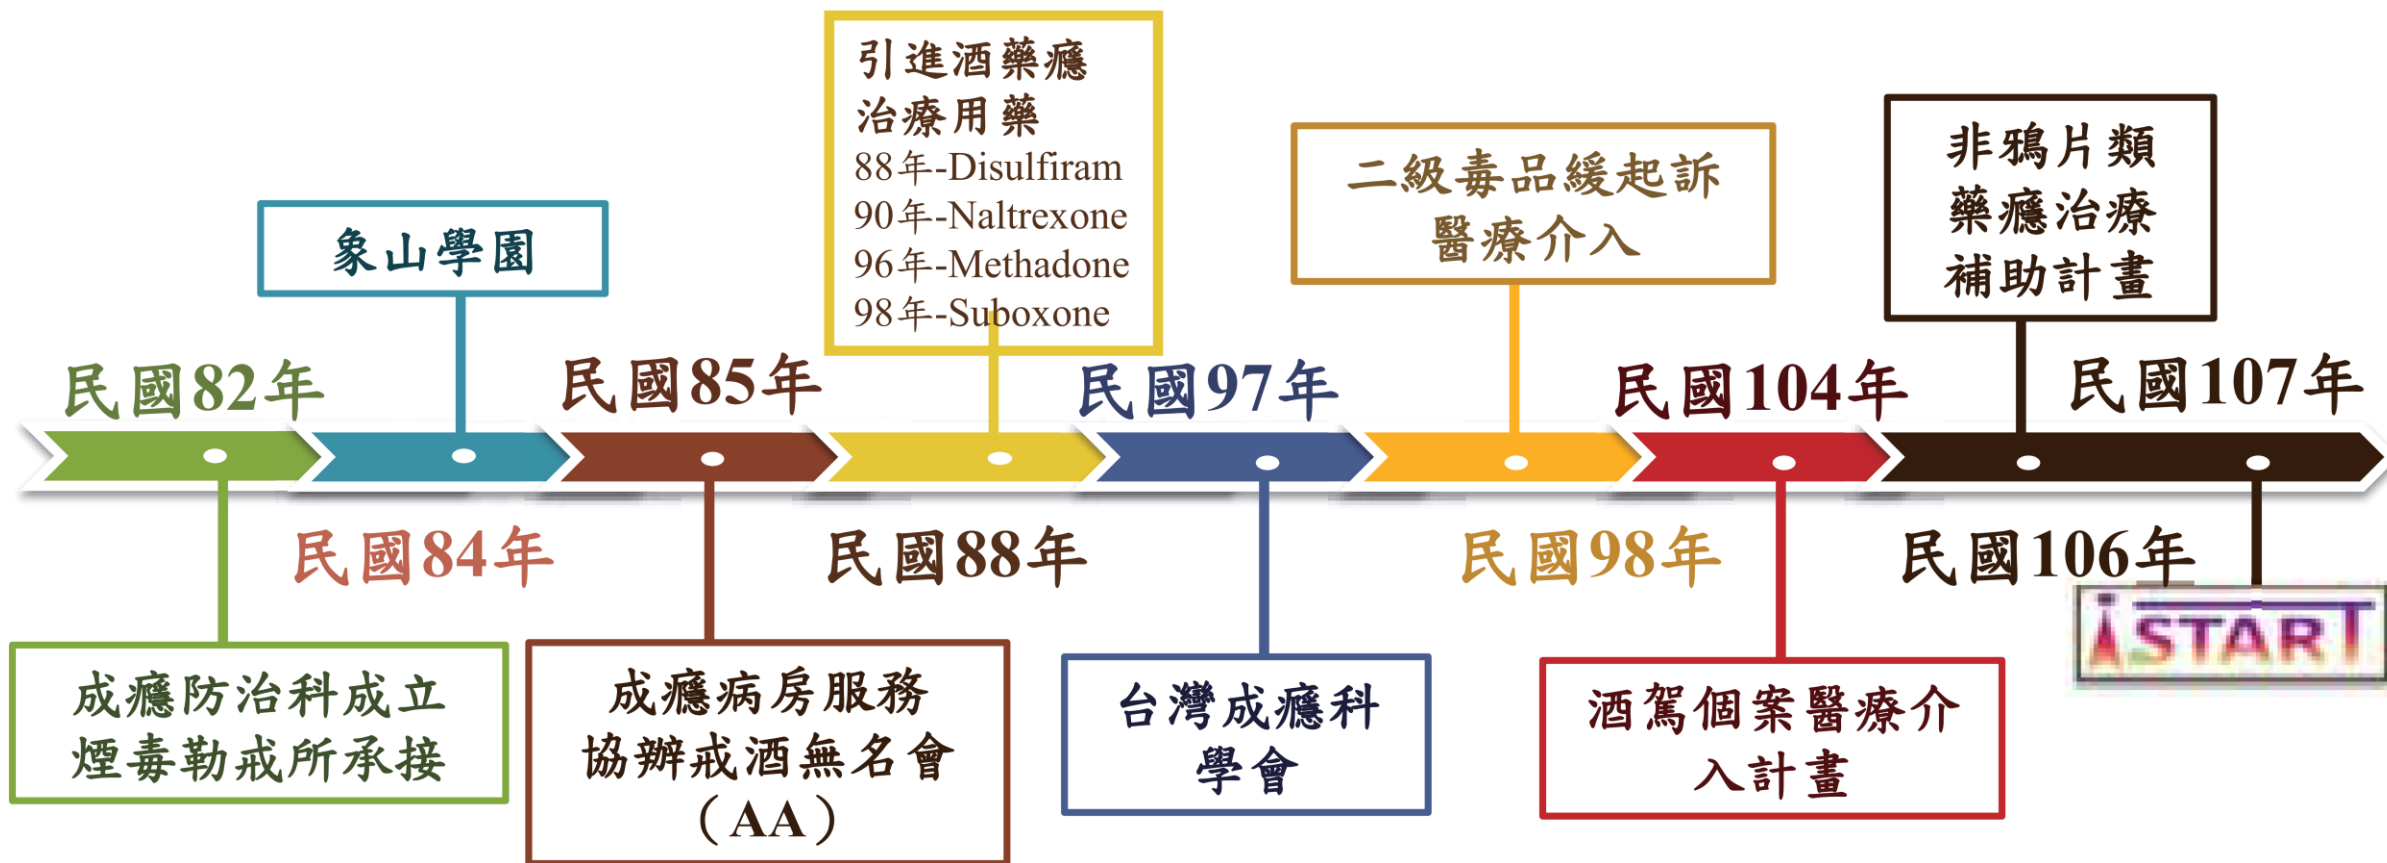 民國82年
成癮防治科成立
煙毒勒戒所承接
象山學園
民國84年
民國85年
成癮病房服務
協辦戒酒無名會
（AA）
引進酒藥癮
治療用藥
88年-Disulfiram
90年-Naltrexone
96年-Methadone
98年-Suboxone
民國88年
民國97年
台灣成癮科
學會
二級毒品緩起訴
醫療介入
民國98年
民國104年
酒駕個案醫療介
入計畫
非鴉片類
藥癮治療
補助計畫
民國106年
民國107年
iSTART